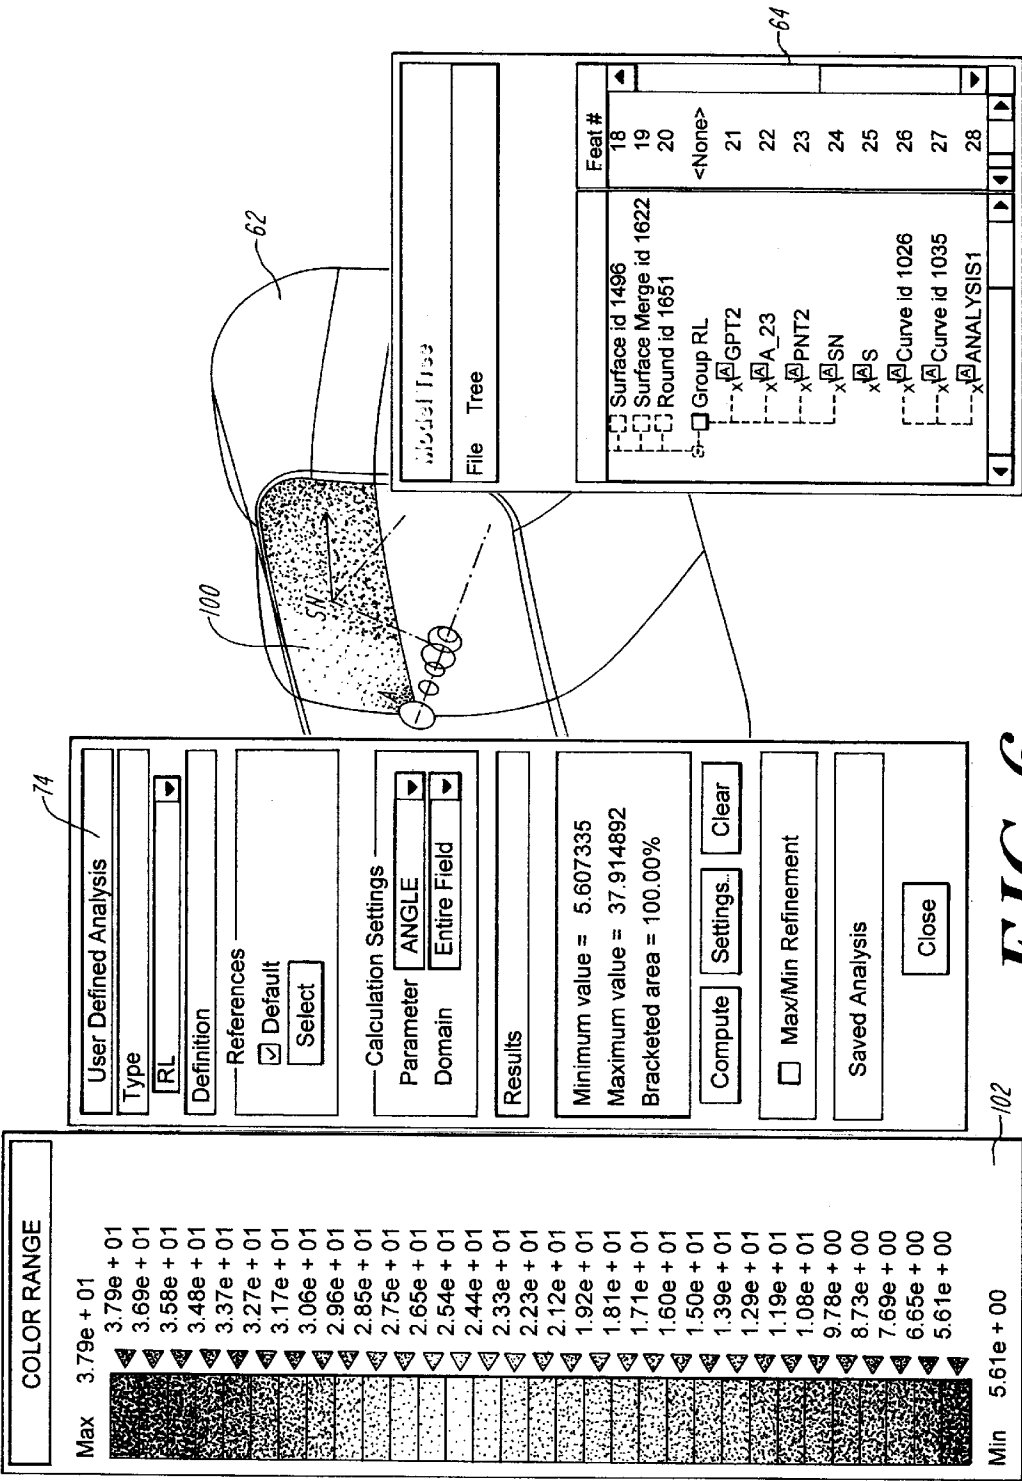 COLOR RANGE
Max 3.79e + 01
3.79e + 01
3.69e + 01
3.58e + 01
3.48e + 01
3.37e + 01
3.27e + 01
3.17e + 01
3.06e + 01
2.96e + 01
2.85e + 01
2.75e + 01
2.65e + 01
2.54e + 01
2.44e + 01
2.33e + 01
2.23e + 01
2.12e + 01
1.92e + 01
1.81e + 01
1.71e + 01
1.60e + 01
1.50e + 01
1.39e + 01
1.29e + 01
1.19e + 01
1.08e + 01
9.78e + 00
8.73e + 00
7.69e + 00
6.65e + 00
5.61e + 00
Min 5.61e + 00
102
74
User Defined Analysis
Type
RL
Definition
References
Default
Select
Calculation Settings
Parameter ANGLE
Domain Entire Field
Results
Minimum value = 5.607335
Maximum value = 37.914892
Bracketed area = 100.00%
Compute Settings.. Clear
Max/Min Refinement
Saved Analysis
Close
100
SN
62
64
Model Tree
File Tree
Feat #
Surface id 1496 18
Surface Merge id 1622 19
Round id 1651 20
Group RL <None>
x A GPT2 21
x A A_23 22
x A PNT2 23
x A SN 24
x A S 25
x A Curve id 1026 26
x A Curve id 1035 27
x A ANALYSIS1 28
FIG. 6